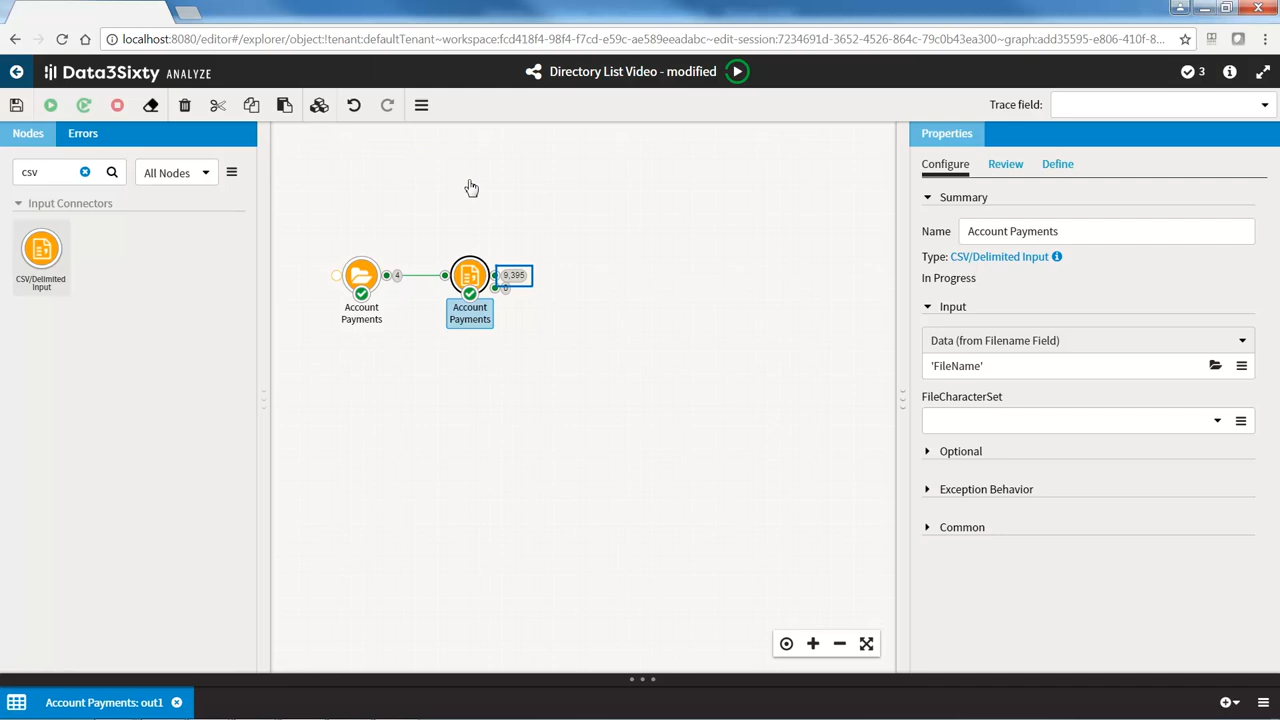 localhost:8080/editor#/explorer/object:!tenant:defaultTenant~workspace:fcd418f4-98f4-f7cd-e59c-ae589eeadabc~edit-session:7234691d-3652-4526-864c-79c0b43ea300~graph:add35595-e806-410f-8...
Data3Sixty ANALYZE
Directory List Video - modified
3
Trace field:
Nodes
Errors
csv
All Nodes
Input Connectors
CSV/Delimited
Input
4
9,395
0
Account
Payments
Account
Payments
Properties
Configure
Review
Define
Summary
Name
Account Payments
Type: CSV/Delimited Input
In Progress
Input
Data (from Filename Field)
'FileName'
FileCharacterSet
Optional
Exception Behavior
Common
Account Payments: out1